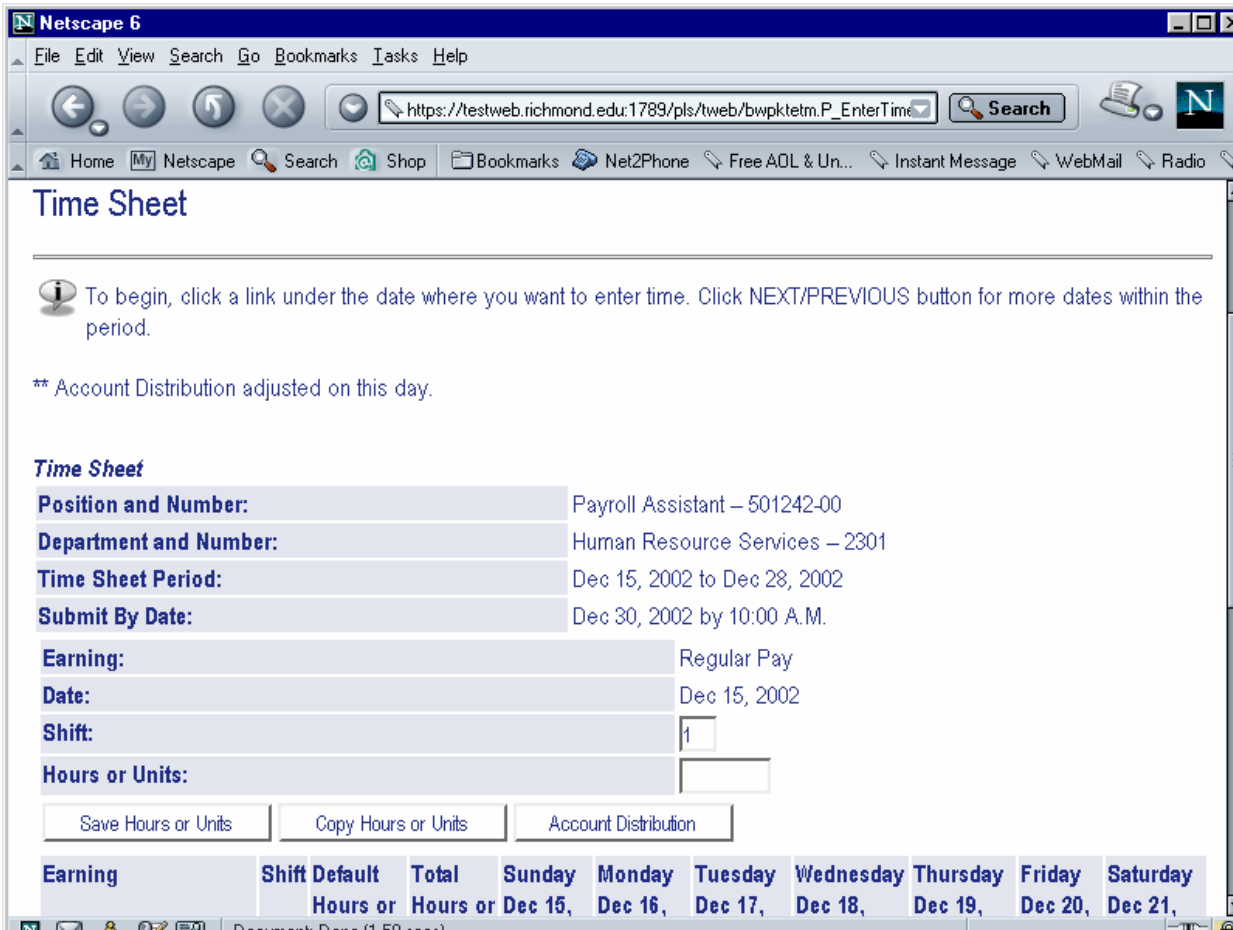 N Netscape 6
File Edit View Search Go Bookmarks Tasks Help
https://testweb.richmond.edu:1789/pls/tweb/bwpktetm.P_EnterTime Search N
Home My Netscape Search Shop Bookmarks Net2Phone Free AOL & Un... Instant Message WebMail Radio
Time Sheet
To begin, click a link under the date where you want to enter time. Click NEXT/PREVIOUS button for more dates within the
period.
** Account Distribution adjusted on this day.
Time Sheet
Position and Number: Payroll Assistant – 501242-00
Department and Number: Human Resource Services – 2301
Time Sheet Period: Dec 15, 2002 to Dec 28, 2002
Submit By Date: Dec 30, 2002 by 10:00 A.M.
Earning: Regular Pay
Date: Dec 15, 2002
Shift: 1
Hours or Units:
Save Hours or Units Copy Hours or Units Account Distribution
Earning Shift Default Total Sunday Monday Tuesday Wednesday Thursday Friday Saturday
Hours or Hours or Dec 15, Dec 16, Dec 17, Dec 18, Dec 19, Dec 20, Dec 21,